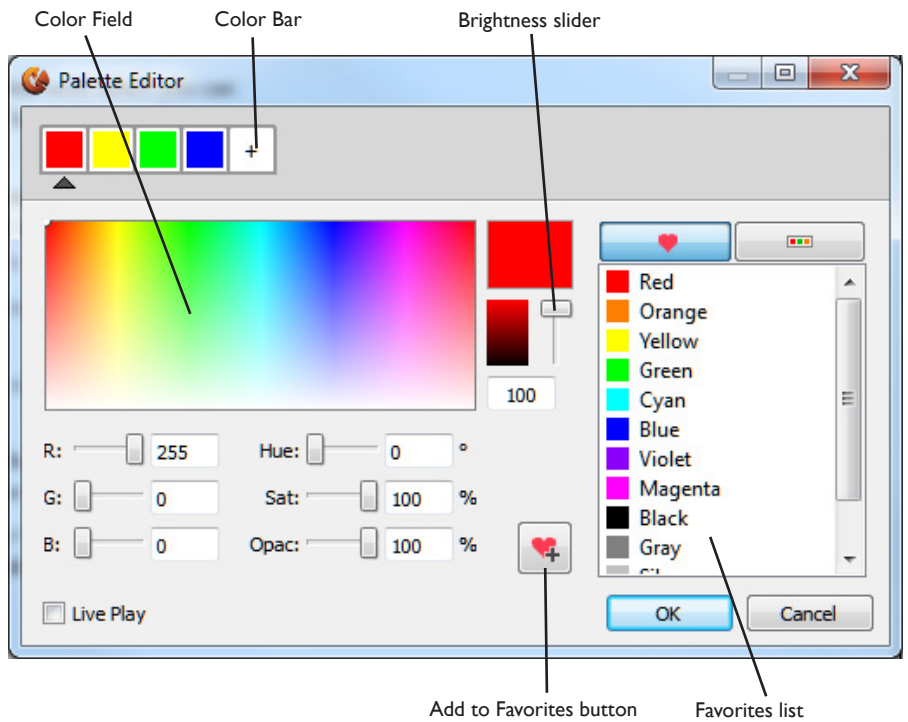 Color Field Color Bar Brightness slider
Palette Editor
+
100
Red
Orange
Yellow
Green
Cyan
Blue
Violet
Magenta
Black
Gray
R: 255 Hue: 0 °
G: 0 Sat: 100 %
B: 0 Opac: 100 %
Live Play
OK Cancel
Add to Favorites button Favorites list